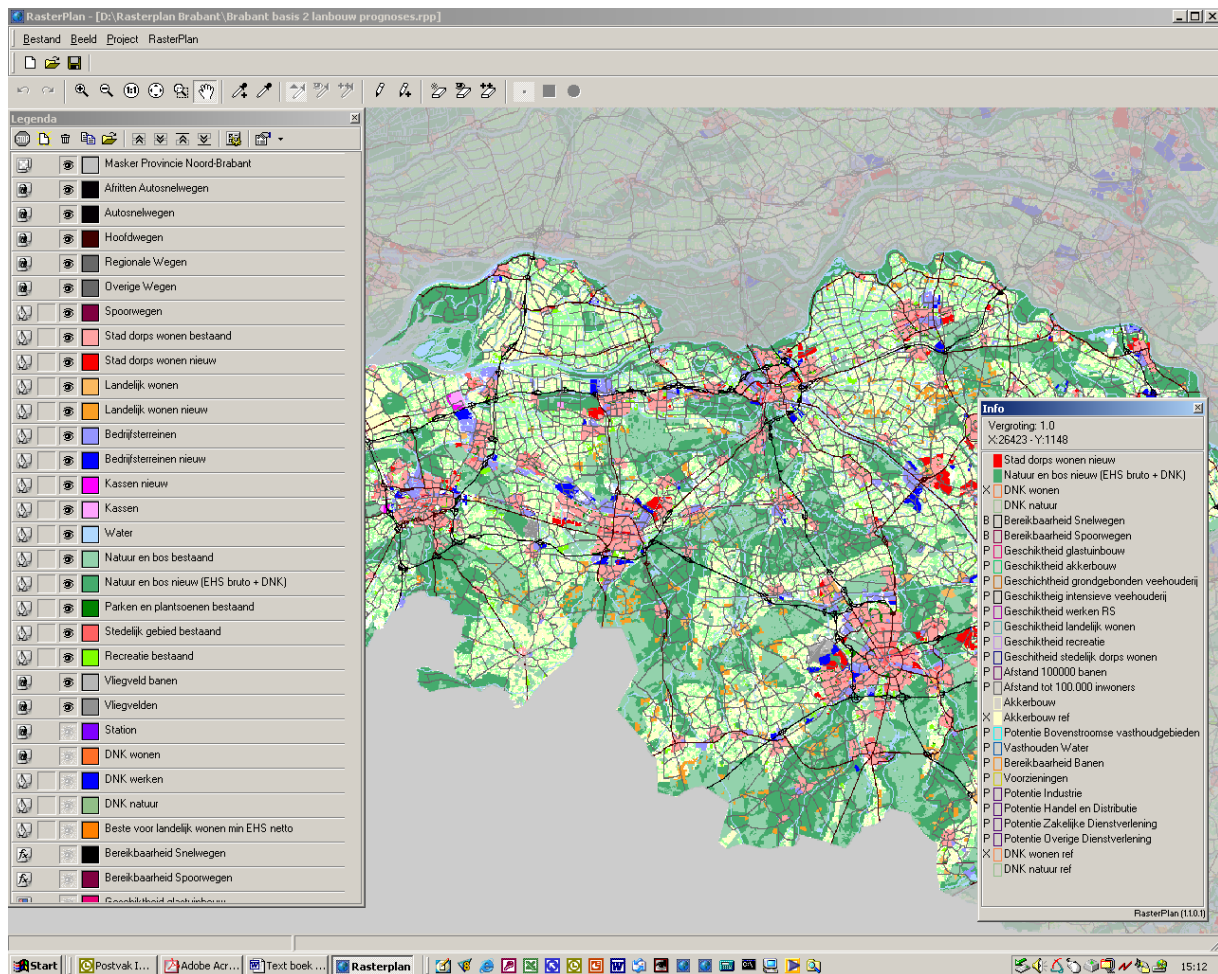 RasterPlan - [D:\Rasterplan Brabant\Brabant basis 2 lanbouw prognoses.rpp]
Bestand Beeld Project RasterPlan
Legenda
Masker Provincie Noord-Brabant
Afritten Autosnelwegen
Autosnelwegen
Hoofdwegen
Regionale Wegen
Overige Wegen
Spoorwegen
Stad dorps wonen bestaand
Stad dorps wonen nieuw
Landelijk wonen
Landelijk wonen nieuw
Bedrijfsterreinen
Bedrijfsterreinen nieuw
Kassen nieuw
Kassen
Water
Natuur en bos bestaand
Natuur en bos nieuw (EHS bruto + DNK)
Parken en plantsoenen bestaand
Stedelijk gebied bestaand
Recreatie bestaand
Vliegveld banen
Vliegvelden
Station
DNK wonen
DNK werken
DNK natuur
Beste voor landelijk wonen min EHS netto
Bereikbaarheid Snelwegen
Bereikbaarheid Spoorwegen
Geschiktheid glastuinbouw
Info
Vergroting: 1.0
X:26423 - Y:1148
Stad dorps wonen nieuw
Natuur en bos nieuw (EHS bruto + DNK)
X DNK wonen
DNK natuur
B Bereikbaarheid Snelwegen
B Bereikbaarheid Spoorwegen
P Geschiktheid glastuinbouw
P Geschiktheid akkerbouw
P Geschichtheid grondgebonden veehouderij
P Geschiktheig intensieve veehouderij
P Geschiktheid werken RS
P Geschiktheid landelijk wonen
P Geschiktheid recreatie
P Geschitheid stedelijk dorps wonen
P Afstand 100000 banen
P Afstand tot 100.000 inwoners
Akkerbouw
X Akkerbouw ref
P Potentie Bovenstroomse vasthoudgebieden
P Vasthouden Water
P Bereikbaarheid Banen
P Voorzieningen
P Potentie Industrie
P Potentie Handel en Distributie
P Potentie Zakelijke Dienstverlening
P Potentie Overige Dienstverlening
X DNK wonen ref
DNK natuur ref
RasterPlan (1.1.0.1)
Start Postvak I... Adobe Acr... Text boek ... Rasterplan 15:12